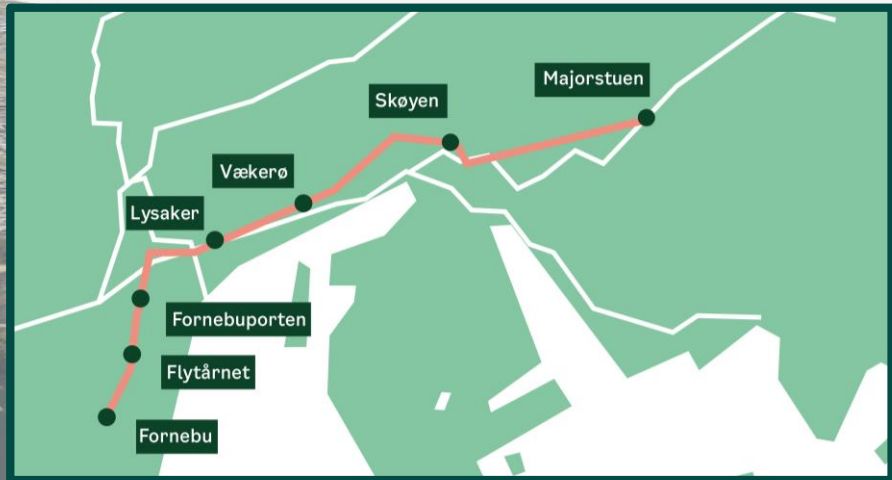 Majorstuen
Skøyen
Vækerø
Lysaker
Fornebuporten
Flytårnet
Fornebu